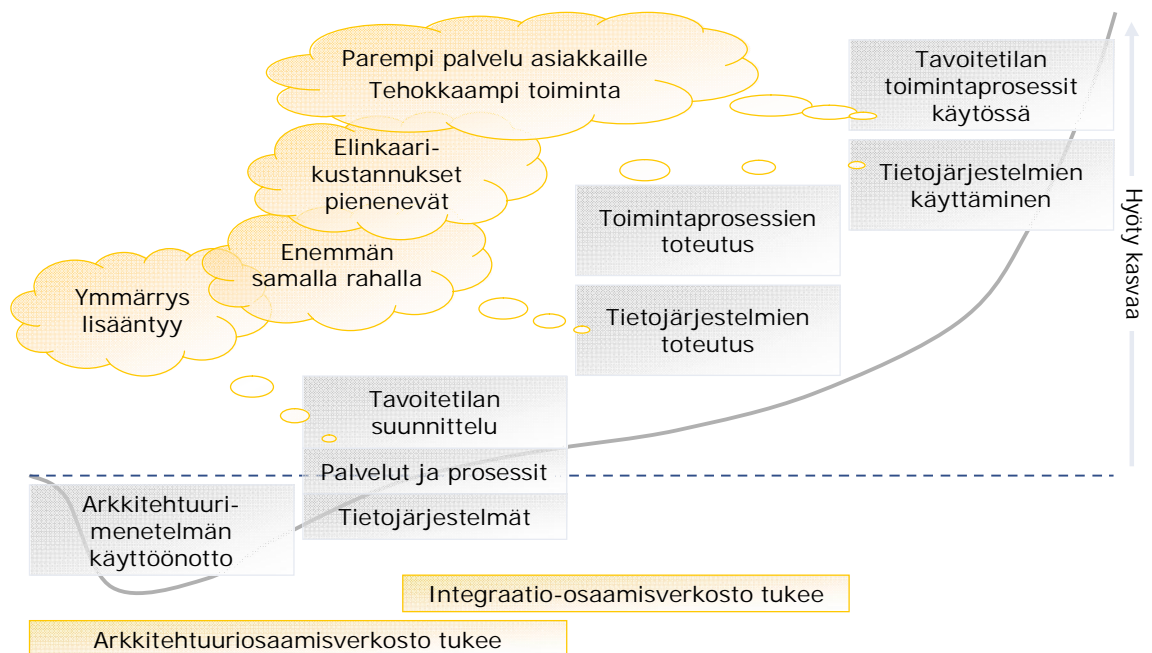 Parempi palvelu asiakkaille
Tehokkaampi toiminta
Tavoitetilan
toimintaprosessit
käytössä
Elinkaari-
kustannukset
pienenevät
Tietojärjestelmien
käyttäminen
Hyöty kasvaa
Toimintaprosessien
toteutus
Enemmän
samalla rahalla
Ymmärrys
lisääntyy
Tietojärjestelmien
toteutus
Tavoitetilan
suunnittelu
Palvelut ja prosessit
Tietojärjestelmät
Arkkitehtuuri-
menetelmän
käyttöönotto
Integraatio-osaamisverkosto tukee
Arkkitehtuuriosaamisverkosto tukee